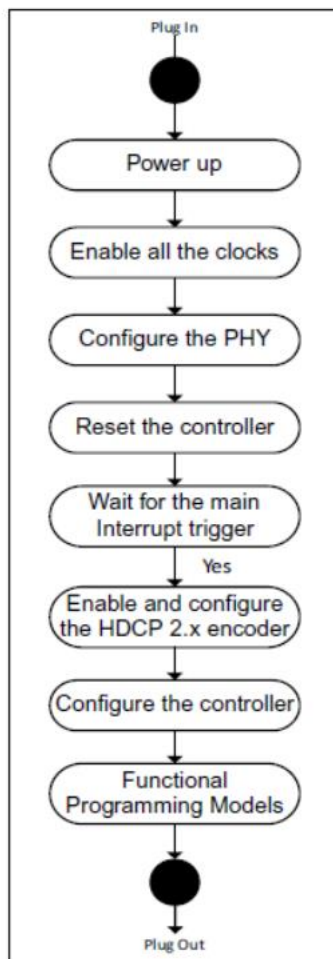 Plug In
Power up
Enable all the clocks
Configure the PHY
Reset the controller
Wait for the main
Interrupt trigger
Yes
Enable and configure
the HDCP 2.x encoder
Configure the controller
Functional
Programming Models
Plug Out